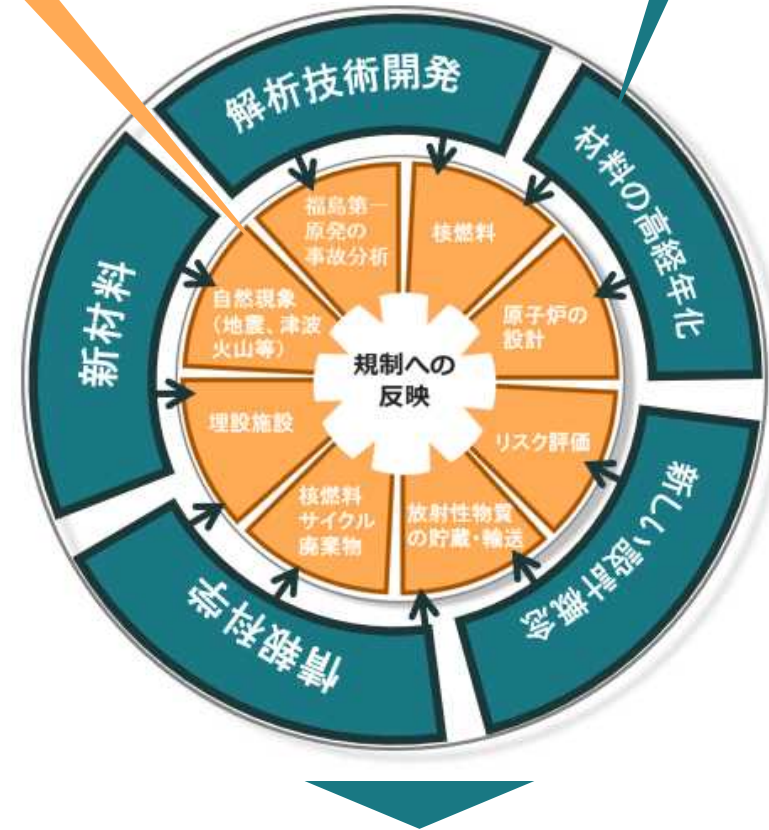 解析技術開発
材料の高経年化
新しい設計概念
情報科学
新材料
福島第一
原発の
事故分析
核燃料
原子炉の
設計
リスク評価
放射性物質
の貯蔵・輸送
核燃料
サイクル
廃棄物
埋設施設
自然現象
（地震、津波
火山等）
規制への
反映